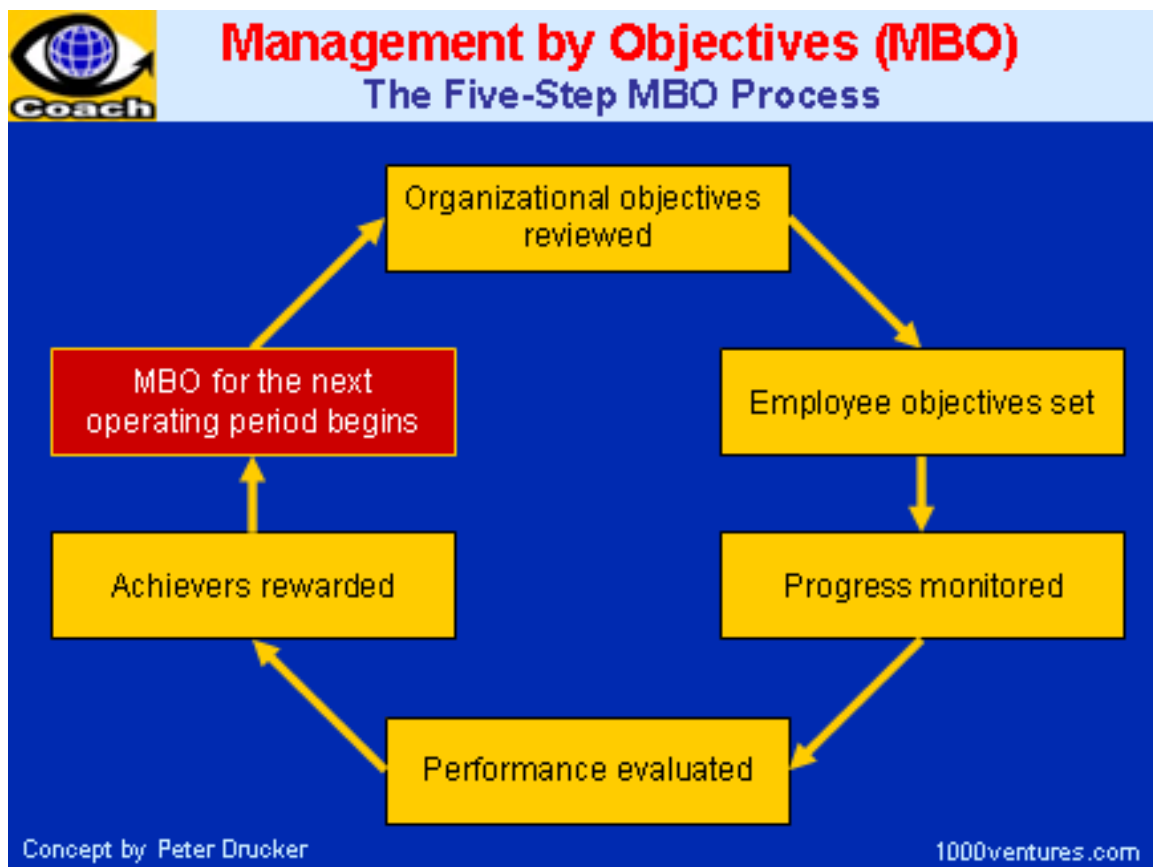 Coach
Management by Objectives (MBO)
The Five-Step MBO Process
Organizational objectives
reviewed
Employee objectives set
Progress monitored
Performance evaluated
Achievers rewarded
MBO for the next
operating period begins
Concept by Peter Drucker
1000ventures.com